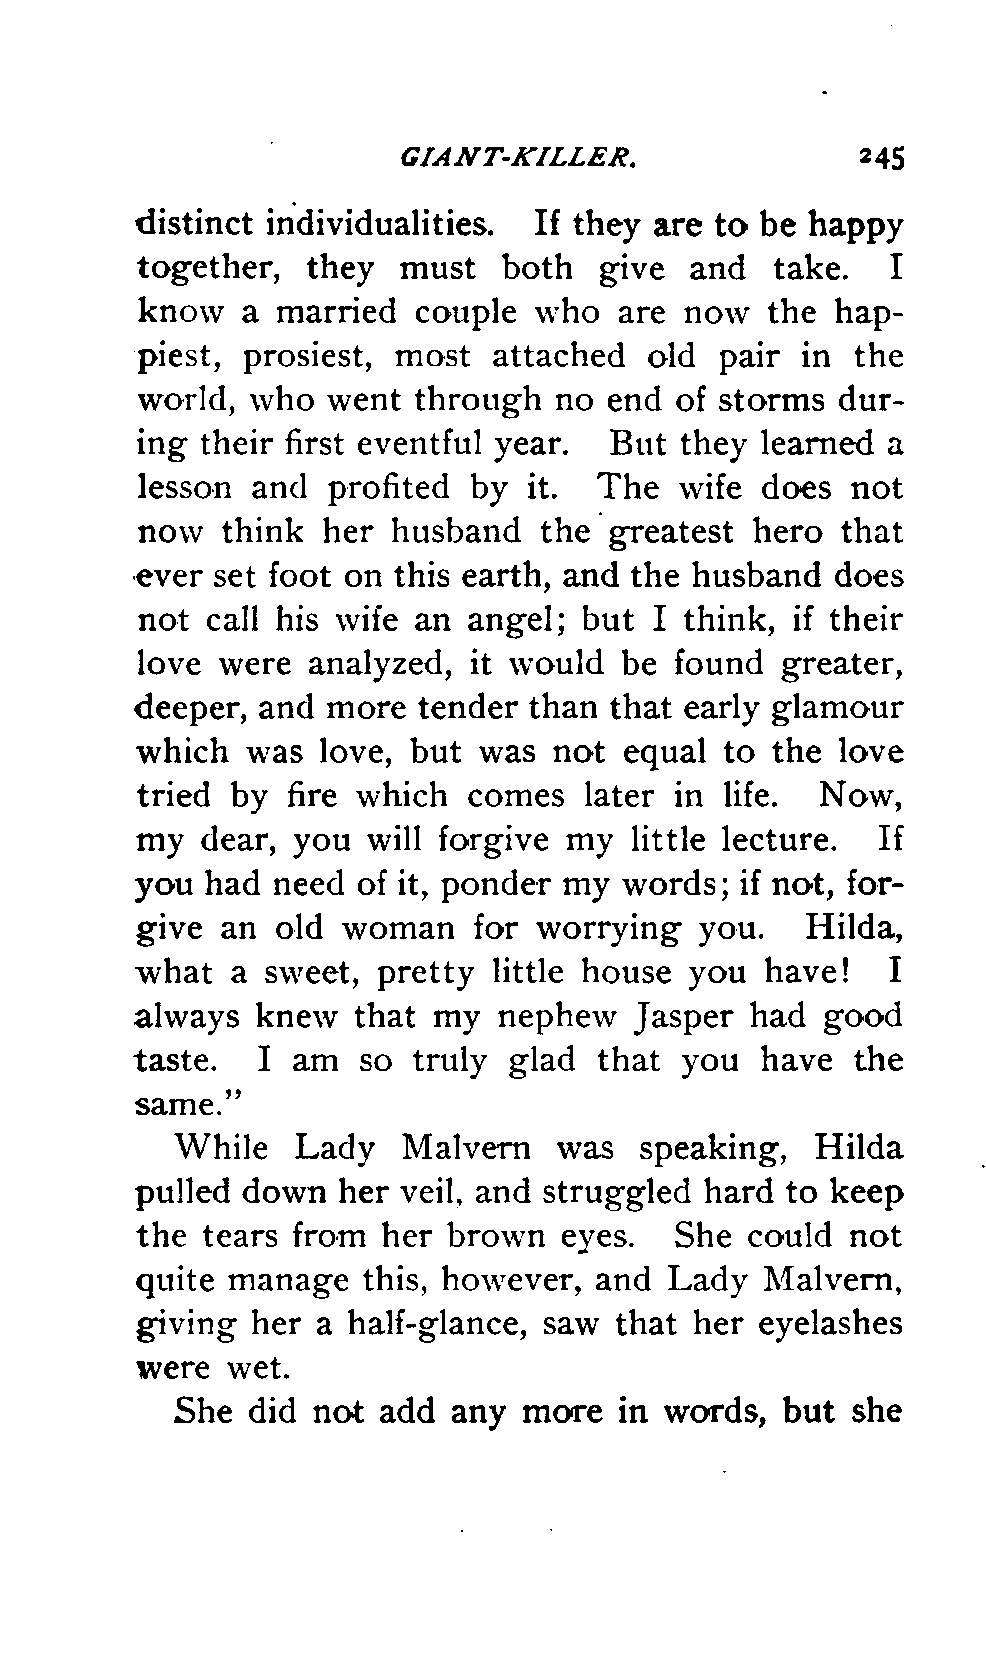 GIANT-KILLER. 245
distinct individualities. If they are to be happy
together, they must both give and take. I
know a married couple who are now the hap-
piest, prosiest, most attached old pair in the
world, who went through no end of storms dur-
ing their first eventful year. But they learned a
lesson and profited by it. The wife does not
now think her husband the greatest hero that
ever set foot on this earth, and the husband does
not call his wife an angel; but I think, if their
love were analyzed, it would be found greater,
deeper, and more tender than that early glamour
which was love, but was not equal to the love
tried by fire which comes later in life. Now,
my dear, you will forgive my little lecture. If
you had need of it, ponder my words; if not, for-
give an old woman for worrying you. Hilda,
what a sweet, pretty little house you have! I
always knew that my nephew Jasper had good
taste. I am so truly glad that you have the
same."
While Lady Malvern was speaking, Hilda
pulled down her veil, and struggled hard to keep
the tears from her brown eyes. She could not
quite manage this, however, and Lady Malvern,
giving her a half-glance, saw that her eyelashes
were wet.
She did not add any more in words, but she